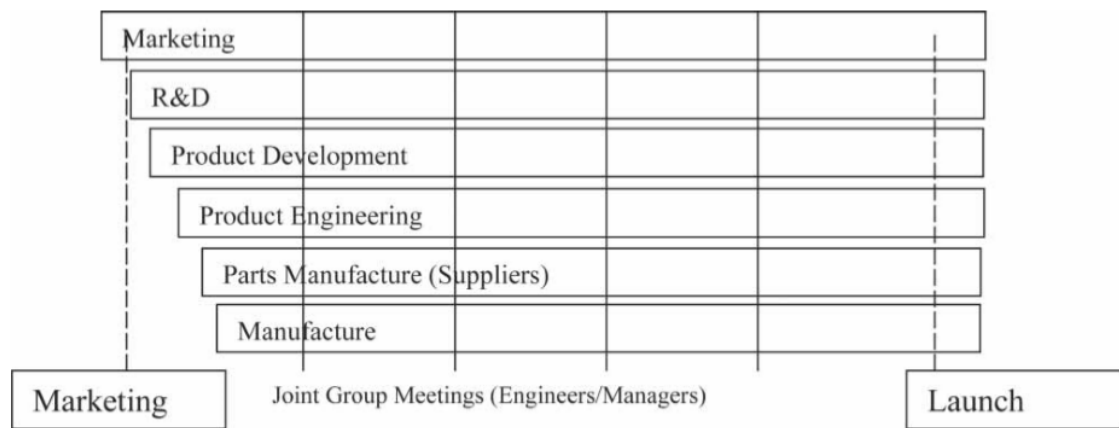 Marketing
R&D
Product Development
Product Engineering
Parts Manufacture (Suppliers)
Manufacture
Marketing
Joint Group Meetings (Engineers/Managers)
Launch